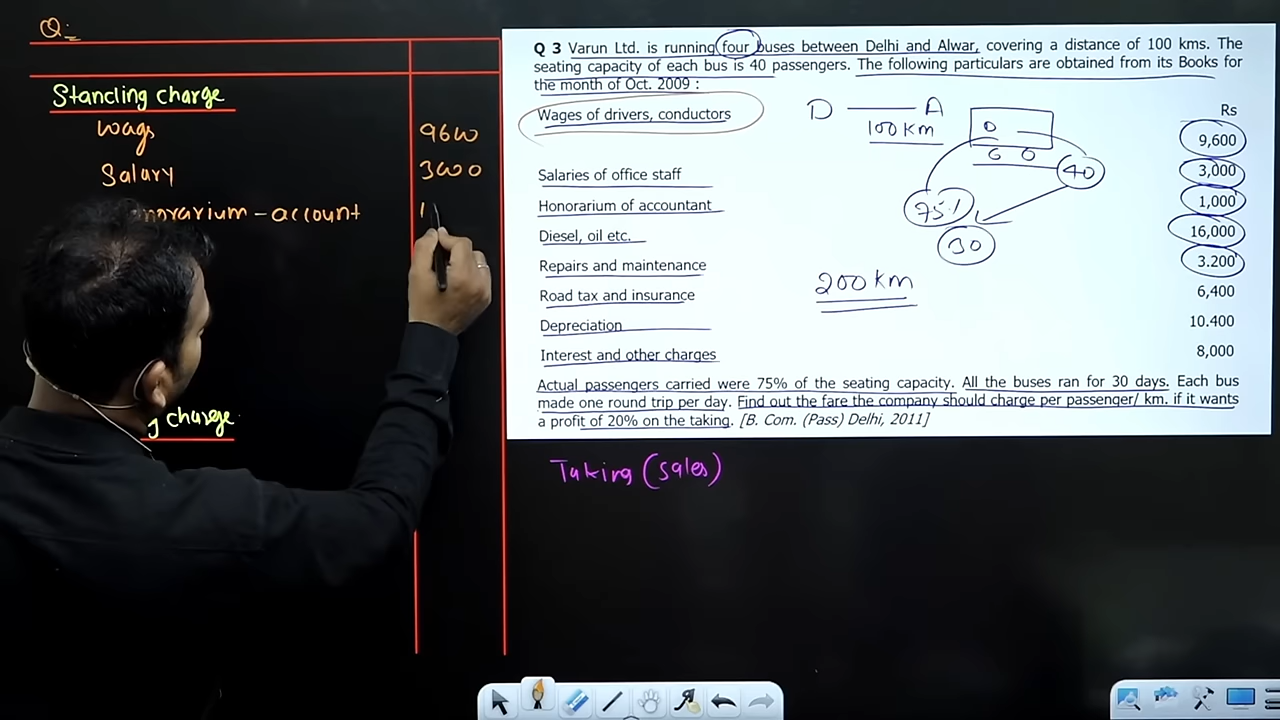 Q:-
Standing charge
Wages 9600
Salary 3000
norarium - account 1
g charge
Q 3 Varun Ltd. is running four buses between Delhi and Alwar, covering a distance of 100 kms. The
seating capacity of each bus is 40 passengers. The following particulars are obtained from its Books for
the month of Oct. 2009 :
Rs
Wages of drivers, conductors 9,600
Salaries of office staff 3,000
Honorarium of accountant 1,000
Diesel, oil etc. 16,000
Repairs and maintenance 3.200
Road tax and insurance 6,400
Depreciation 10.400
Interest and other charges 8,000
Actual passengers carried were 75% of the seating capacity. All the buses ran for 30 days. Each bus
made one round trip per day. Find out the fare the company should charge per passenger/ km. if it wants
a profit of 20% on the taking. [B. Com. (Pass) Delhi, 2011]
D — A
100 km
40
75%
30
200 km
Taking (sales)